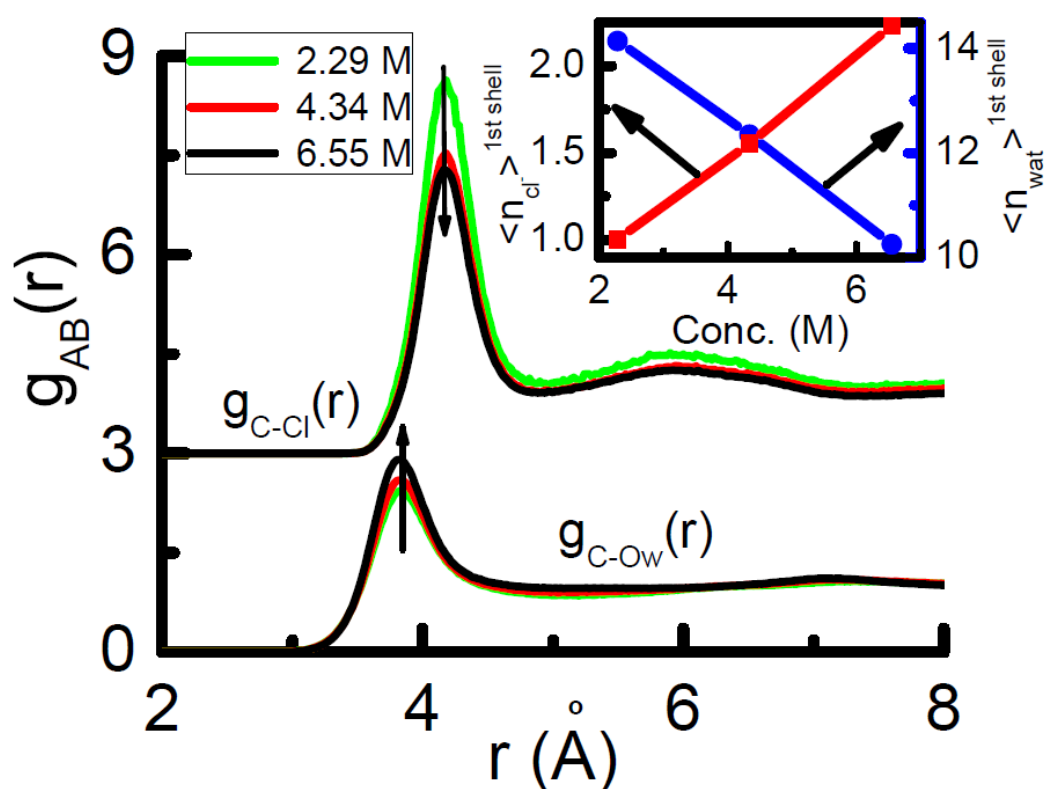 9
6
3
0
g_AB(r)
2.29 M
4.34 M
6.55 M
g_C-Cl(r)
g_C-Ow(r)
2 4 6 8
r (Å)
<n_cl⁻>^1st shell
2.0
1.5
1.0
14
12
10
<n_wat>^1st shell
2 4 6
Conc. (M)